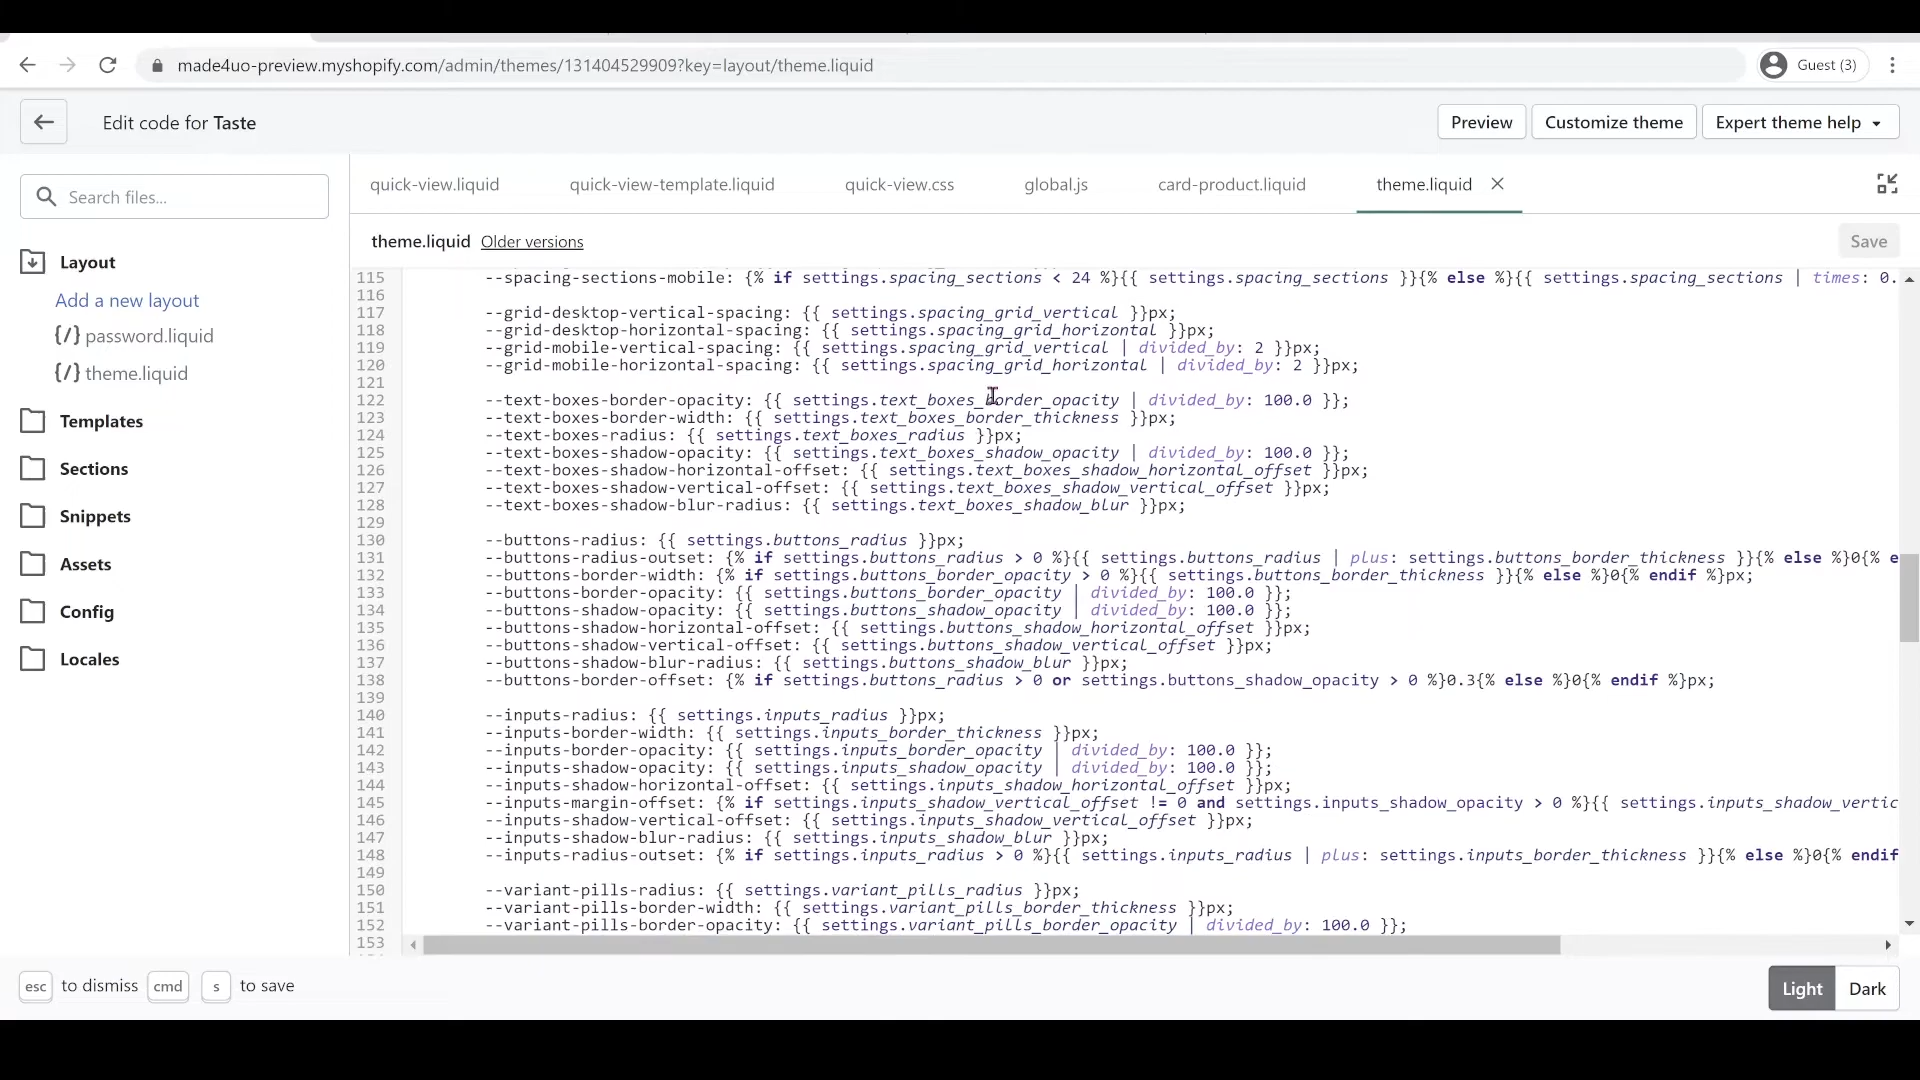 made4uo-preview.myshopify.com/admin/themes/131404529909?key=layout/theme.liquid
Guest (3)
Edit code for Taste
Preview
Customize theme
Expert theme help
Search files...
Layout
Add a new layout
{/} password.liquid
{/} theme.liquid
Templates
Sections
Snippets
Assets
Config
Locales
quick-view.liquid
quick-view-template.liquid
quick-view.css
global.js
card-product.liquid
theme.liquid
theme.liquid Older versions
Save
115 --spacing-sections-mobile: {% if settings.spacing_sections < 24 %}{{ settings.spacing_sections }}{% else %}{{ settings.spacing_sections | times: 0.
116
117 --grid-desktop-vertical-spacing: {{ settings.spacing_grid_vertical }}px;
118 --grid-desktop-horizontal-spacing: {{ settings.spacing_grid_horizontal }}px;
119 --grid-mobile-vertical-spacing: {{ settings.spacing_grid_vertical | divided_by: 2 }}px;
120 --grid-mobile-horizontal-spacing: {{ settings.spacing_grid_horizontal | divided_by: 2 }}px;
121
122 --text-boxes-border-opacity: {{ settings.text_boxes_border_opacity | divided_by: 100.0 }};
123 --text-boxes-border-width: {{ settings.text_boxes_border_thickness }}px;
124 --text-boxes-radius: {{ settings.text_boxes_radius }}px;
125 --text-boxes-shadow-opacity: {{ settings.text_boxes_shadow_opacity | divided_by: 100.0 }};
126 --text-boxes-shadow-horizontal-offset: {{ settings.text_boxes_shadow_horizontal_offset }}px;
127 --text-boxes-shadow-vertical-offset: {{ settings.text_boxes_shadow_vertical_offset }}px;
128 --text-boxes-shadow-blur-radius: {{ settings.text_boxes_shadow_blur }}px;
129
130 --buttons-radius: {{ settings.buttons_radius }}px;
131 --buttons-radius-outset: {% if settings.buttons_radius > 0 %}{{ settings.buttons_radius | plus: settings.buttons_border_thickness }}{% else %}0{% e
132 --buttons-border-width: {% if settings.buttons_border_opacity > 0 %}{{ settings.buttons_border_thickness }}{% else %}0{% endif %}px;
133 --buttons-border-opacity: {{ settings.buttons_border_opacity | divided_by: 100.0 }};
134 --buttons-shadow-opacity: {{ settings.buttons_shadow_opacity | divided_by: 100.0 }};
135 --buttons-shadow-horizontal-offset: {{ settings.buttons_shadow_horizontal_offset }}px;
136 --buttons-shadow-vertical-offset: {{ settings.buttons_shadow_vertical_offset }}px;
137 --buttons-shadow-blur-radius: {{ settings.buttons_shadow_blur }}px;
138 --buttons-border-offset: {% if settings.buttons_radius > 0 or settings.buttons_shadow_opacity > 0 %}0.3{% else %}0{% endif %}px;
139
140 --inputs-radius: {{ settings.inputs_radius }}px;
141 --inputs-border-width: {{ settings.inputs_border_thickness }}px;
142 --inputs-border-opacity: {{ settings.inputs_border_opacity | divided_by: 100.0 }};
143 --inputs-shadow-opacity: {{ settings.inputs_shadow_opacity | divided_by: 100.0 }};
144 --inputs-shadow-horizontal-offset: {{ settings.inputs_shadow_horizontal_offset }}px;
145 --inputs-margin-offset: {% if settings.inputs_shadow_vertical_offset != 0 and settings.inputs_shadow_opacity > 0 %}{{ settings.inputs_shadow_vertic
146 --inputs-shadow-vertical-offset: {{ settings.inputs_shadow_vertical_offset }}px;
147 --inputs-shadow-blur-radius: {{ settings.inputs_shadow_blur }}px;
148 --inputs-radius-outset: {% if settings.inputs_radius > 0 %}{{ settings.inputs_radius | plus: settings.inputs_border_thickness }}{% else %}0{% endif
149
150 --variant-pills-radius: {{ settings.variant_pills_radius }}px;
151 --variant-pills-border-width: {{ settings.variant_pills_border_thickness }}px;
152 --variant-pills-border-opacity: {{ settings.variant_pills_border_opacity | divided_by: 100.0 }};
153
esc to dismiss cmd s to save
Light
Dark